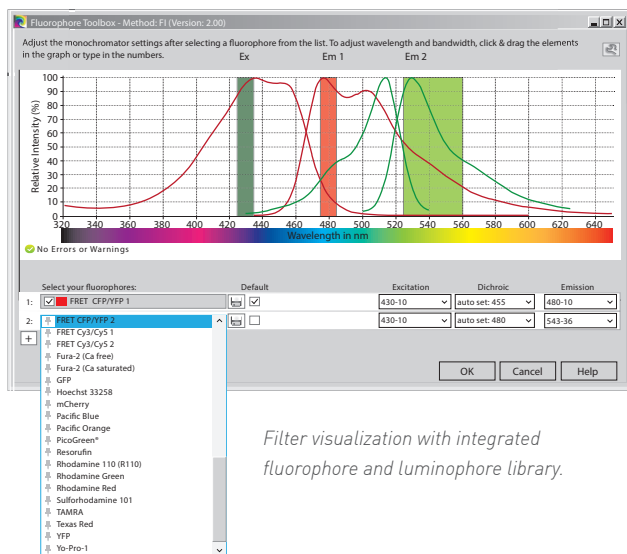 Fluorophore Toolbox - Method: FI (Version: 2.00)
Adjust the monochromator settings after selecting a fluorophore from the list. To adjust wavelength and bandwidth, click & drag the elements
in the graph or type in the numbers.
Ex Em 1 Em 2
Relative Intensity (%)
100
90
80
70
60
50
40
30
20
10
0
320 340 360 380 400 420 440 460 480 500 520 540 560 580 600 620 640
Wavelength in nm
No Errors or Warnings
Select your fluorophores: Default Excitation Dichroic Emission
1: FRET CFP/YFP 1 430-10 auto set: 455 480-10
2: FRET CFP/YFP 2 430-10 auto set: 480 543-36
+
FRET Cy3/Cy5 1
FRET Cy3/Cy5 2
Fura-2 (Ca free)
Fura-2 (Ca saturated)
GFP
Hoechst 33258
mCherry
Pacific Blue
Pacific Orange
PicoGreen*
Resorufin
Rhodamine 110 (R110)
Rhodamine Green
Rhodamine Red
Sulforhodamine 101
TAMRA
Texas Red
YFP
Yo-Pro-1
OK Cancel Help
Filter visualization with integrated
fluorophore and luminophore library.